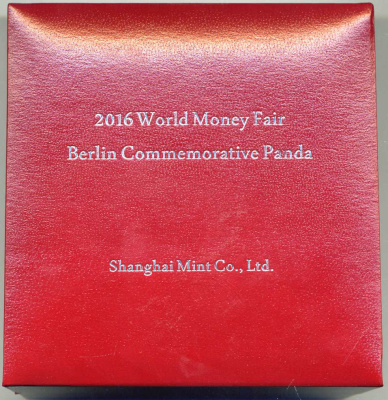 2016 World Money Fair
Berlin Commemorative Panda
Shanghai Mint Co., Ltd.